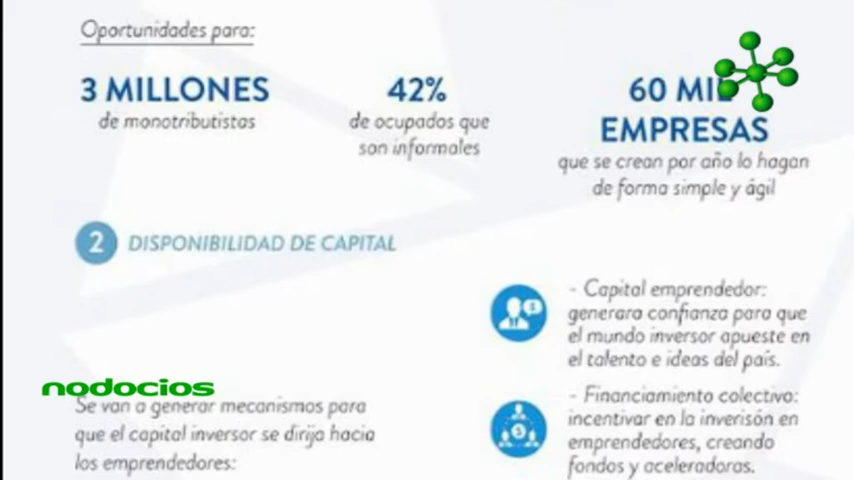 Oportunidades para:
3 MILLONES
de monotributistas
42%
de ocupados que
son informales
60 MIL
EMPRESAS
que se crean por año lo hagan
de forma simple y ágil
2 DISPONIBILIDAD DE CAPITAL
- Capital emprendedor:
generara confianza para que
el mundo inversor apueste en
el talento e ideas del país.
nodocios
Se van a generar mecanismos para
que el capital inversor se dirija hacia
los emprendedores:
- Financiamiento colectivo:
incentivar en la inverisón en
emprendedores, creando
fondos y aceleradoras.